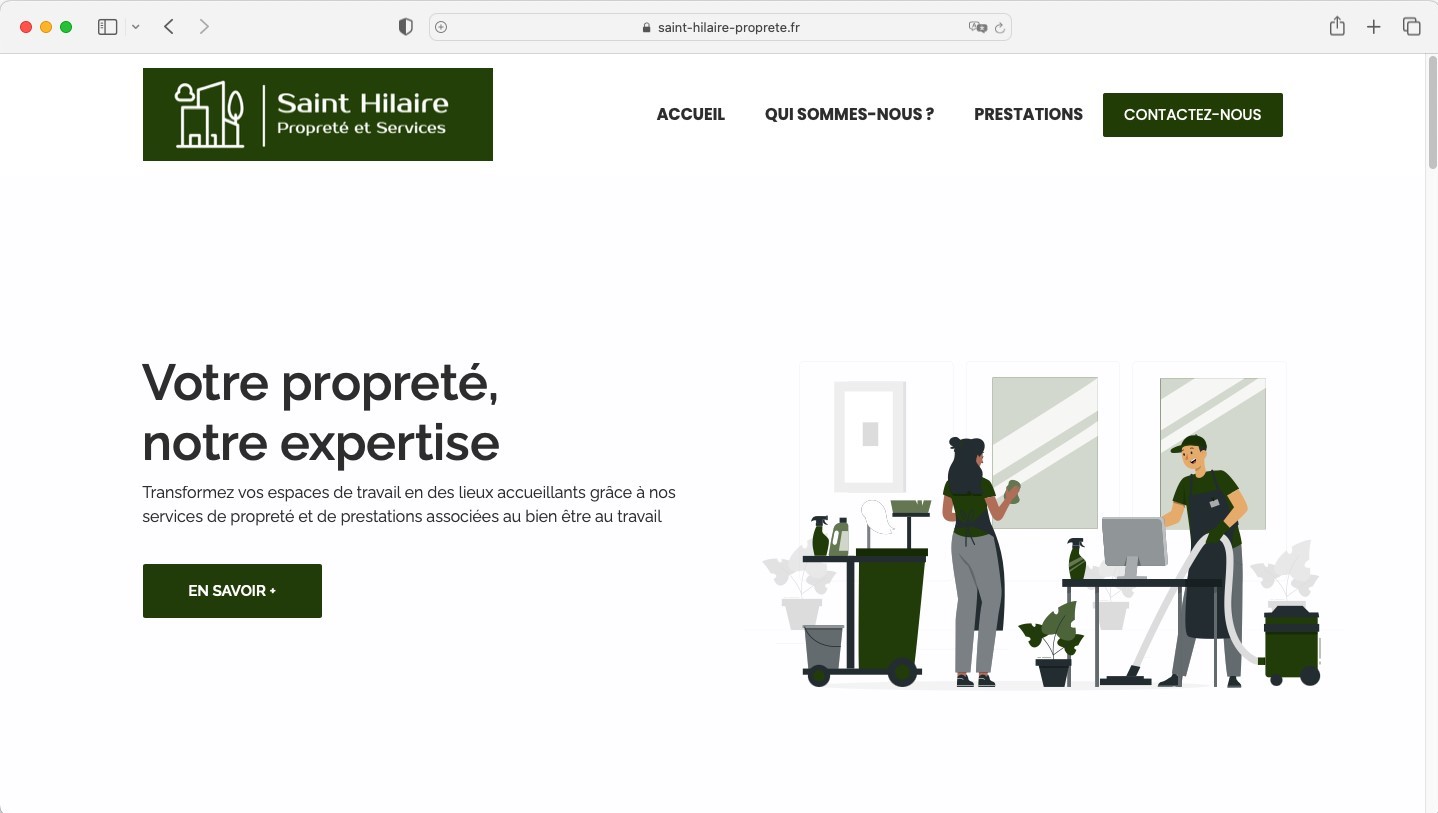 saint-hilaire-proprete.fr
Saint Hilaire
Propreté et Services
ACCUEIL
QUI SOMMES-NOUS ?
PRESTATIONS
CONTACTEZ-NOUS
Votre propreté,
notre expertise
Transformez vos espaces de travail en des lieux accueillants grâce à nos
services de propreté et de prestations associées au bien être au travail
EN SAVOIR +